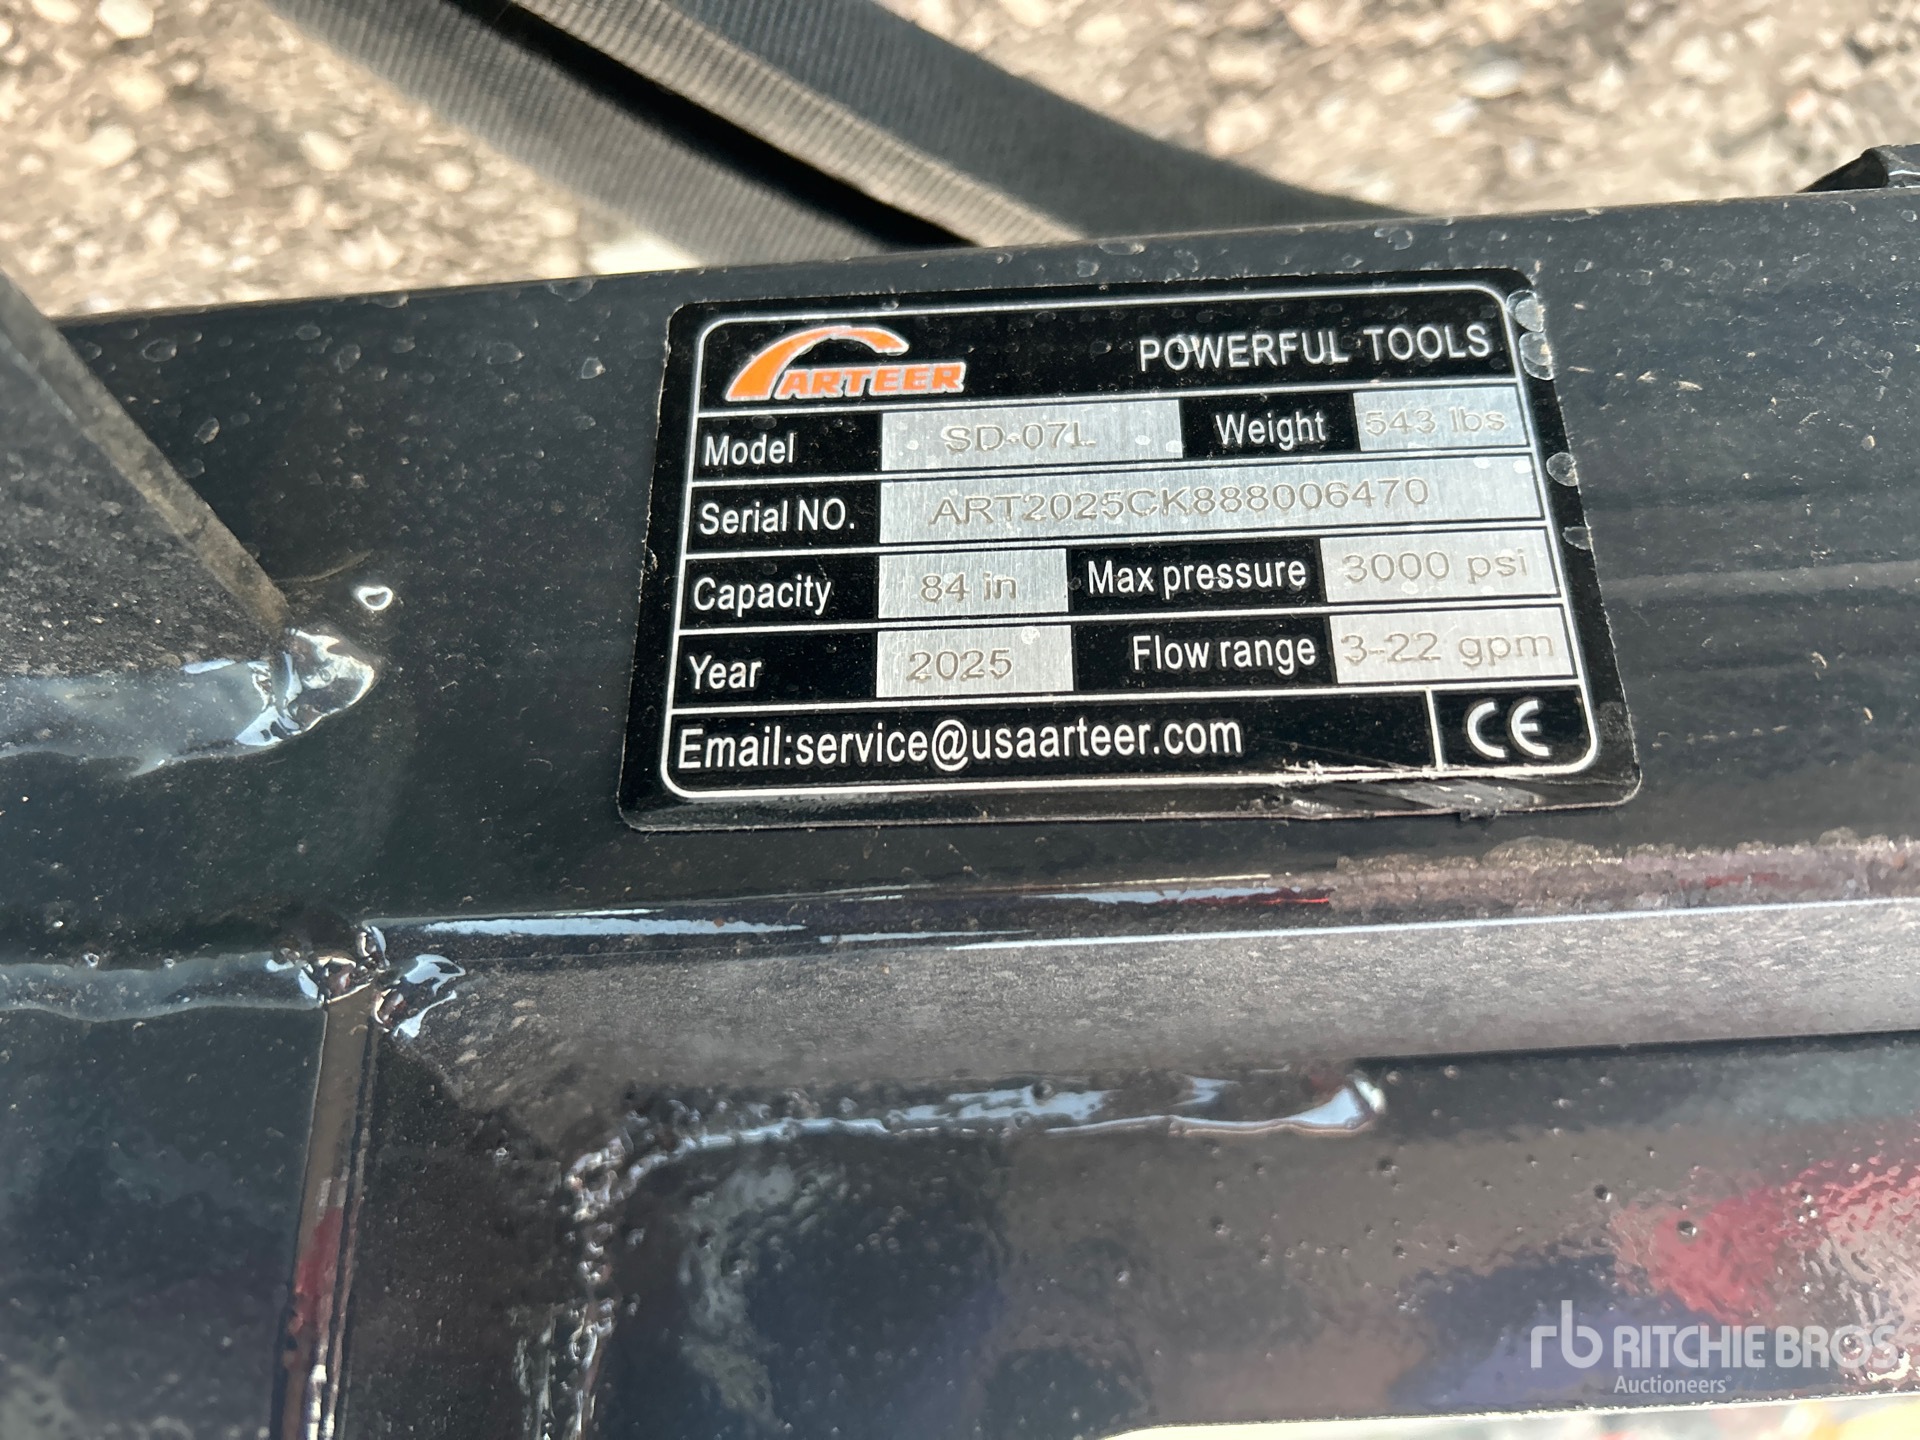 ARTEER POWERFUL TOOLS
Model SD-07L Weight 543 lbs
Serial NO. ART2025CK888006470
Capacity 84 in Max pressure 3000 psi
Year 2025 Flow range 3-22 gpm
Email:service@usaarteer.com CE
rb RITCHIE BROS
Auctioneers